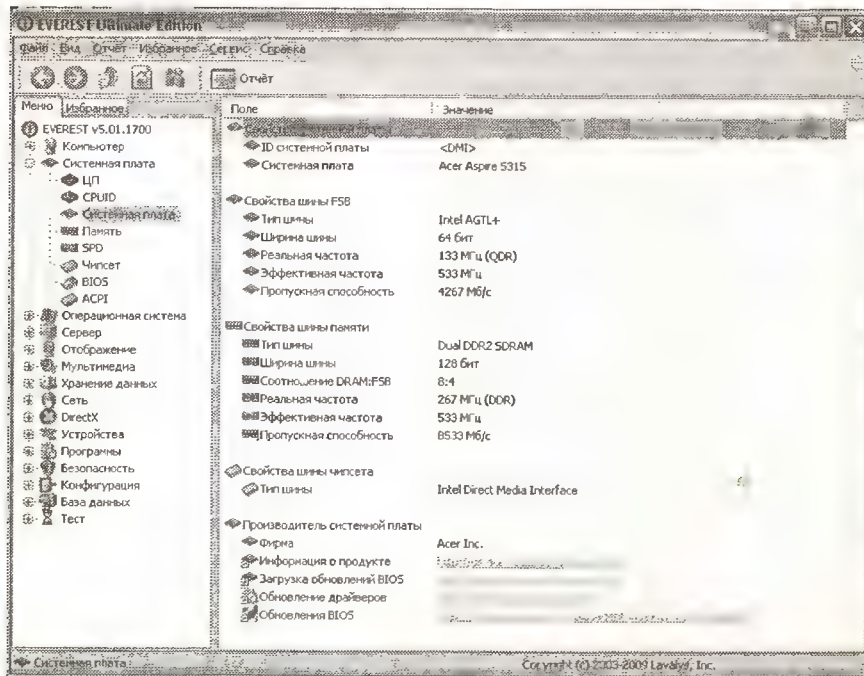 EVEREST Ultimate Edition
Файл Вид Отчёт Избранное Сервис Справка
Отчёт
Меню Избранное
EVEREST v5.01.1700
Компьютер
Системная плата
ЦП
CPUID
Системная плата
Память
SPD
Чипсет
BIOS
ACPI
Операционная система
Сервер
Отображение
Мультимедиа
Хранение данных
Сеть
DirectX
Устройства
Программы
Безопасность
Конфигурация
База данных
Тест
Поле Значение
ID системной платы <DMI>
Системная плата Acer Aspire 5315
Свойства шины FSB
Тип шины Intel AGTL+
Ширина шины 64 бит
Реальная частота 133 МГц (QDR)
Эффективная частота 533 МГц
Пропускная способность 4267 Мб/с
Свойства шины памяти
Тип шины Dual DDR2 SDRAM
Ширина шины 128 бит
Соотношение DRAM:FSB 8:4
Реальная частота 267 МГц (DDR)
Эффективная частота 533 МГц
Пропускная способность 8533 Мб/с
Свойства шины чипсета
Тип шины Intel Direct Media Interface
Производитель системной платы
Фирма Acer Inc.
Информация о продукте
Загрузка обновлений BIOS
Обновление драйверов
Обновления BIOS
Системная плата
Copyright (c) 2003-2009 Lavalys, Inc.